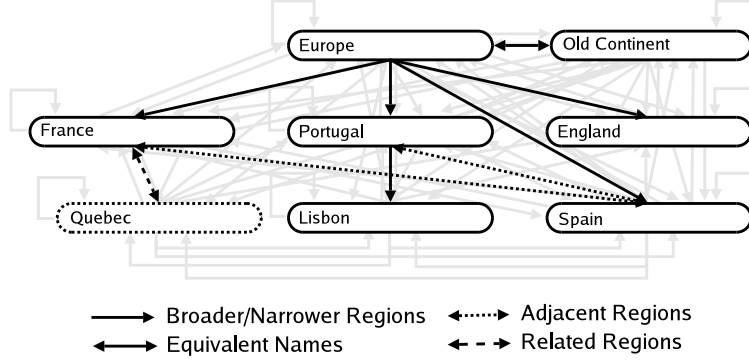 Europe
Old Continent
France
Portugal
England
Quebec
Lisbon
Spain
Broader/Narrower Regions
Adjacent Regions
Equivalent Names
Related Regions